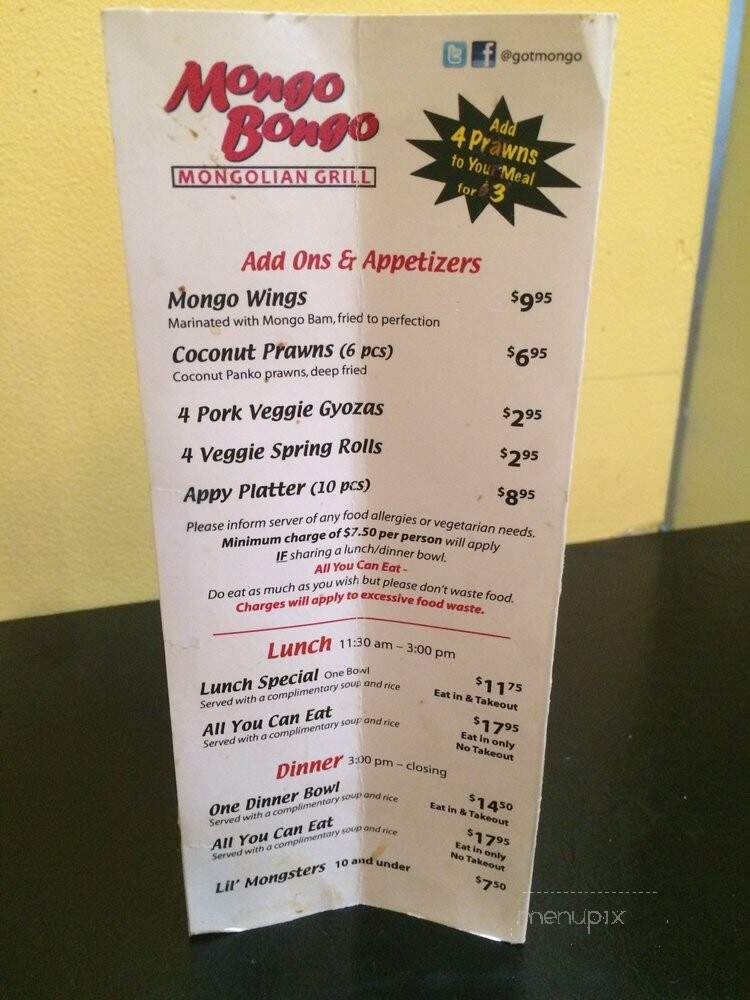 Mongo
Bongo
MONGOLIAN GRILL
@gotmongo
Add
4 Prawns
to Your Meal
for $3
Add Ons & Appetizers
Mongo Wings $9.95
Marinated with Mongo Bam, fried to perfection
Coconut Prawns (6 pcs) $6.95
Coconut Panko prawns, deep fried
4 Pork Veggie Gyozas $2.95
4 Veggie Spring Rolls $2.95
Appy Platter (10 pcs) $8.95
Please inform server of any food allergies or vegetarian needs.
Minimum charge of $7.50 per person will apply
IF sharing a lunch/dinner bowl.
All You Can Eat -
Do eat as much as you wish but please don't waste food.
Charges will apply to excessive food waste.
Lunch 11:30 am – 3:00 pm
Lunch Special One Bowl $11.75
Served with a complimentary soup and rice Eat in & Takeout
All You Can Eat $17.95
Served with a complimentary soup and rice Eat in only
No Takeout
Dinner 3:00 pm – closing
One Dinner Bowl $14.50
Served with a complimentary soup and rice Eat in & Takeout
All You Can Eat $17.95
Served with a complimentary soup and rice Eat in only
No Takeout
Lil' Mongsters 10 and under $7.50
menupix